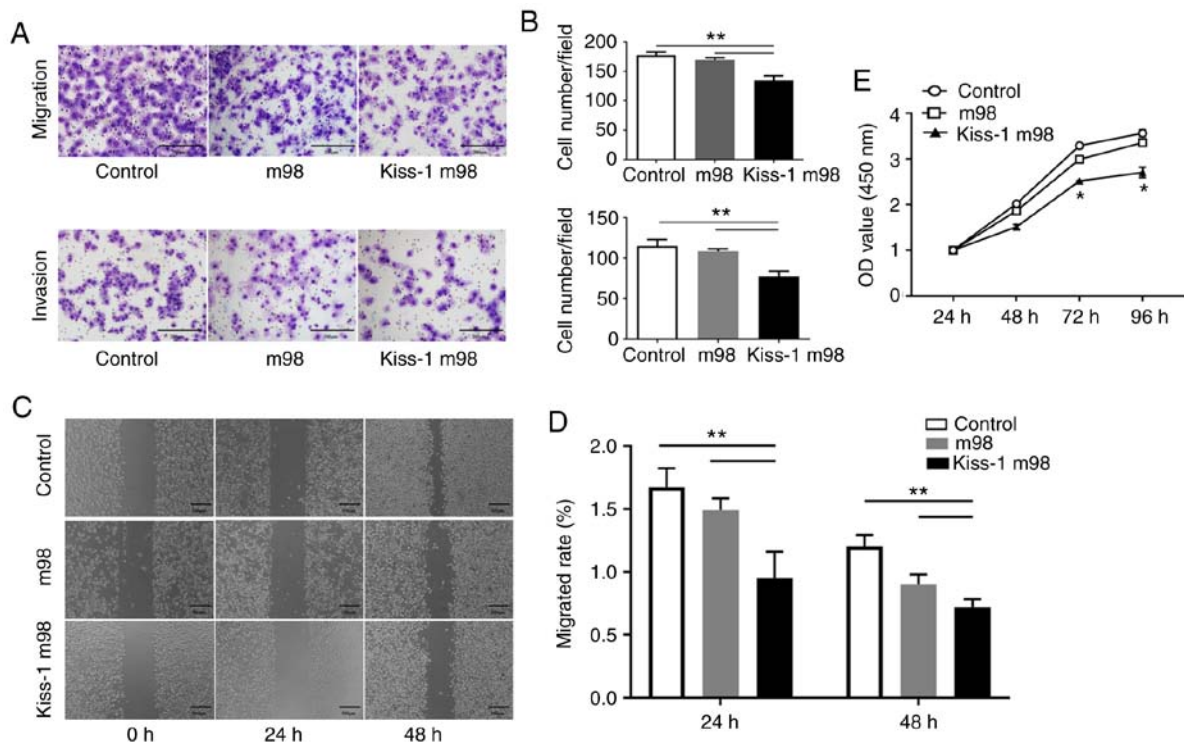 A
Migration
Control
m98
Kiss-1 m98
Invasion
Control
m98
Kiss-1 m98
B
Cell number/field
200
150
100
50
0
**
Control
m98
Kiss-1 m98
Cell number/field
150
100
50
0
**
Control
m98
Kiss-1 m98
E
Control
m98
Kiss-1 m98
OD value (450 nm)
4
3
2
1
0
*
*
24 h
48 h
72 h
96 h
C
Control
m98
Kiss-1 m98
0 h
24 h
48 h
D
Control
m98
Kiss-1 m98
Migrated rate (%)
2.0
1.5
1.0
0.5
0.0
**
**
24 h
48 h